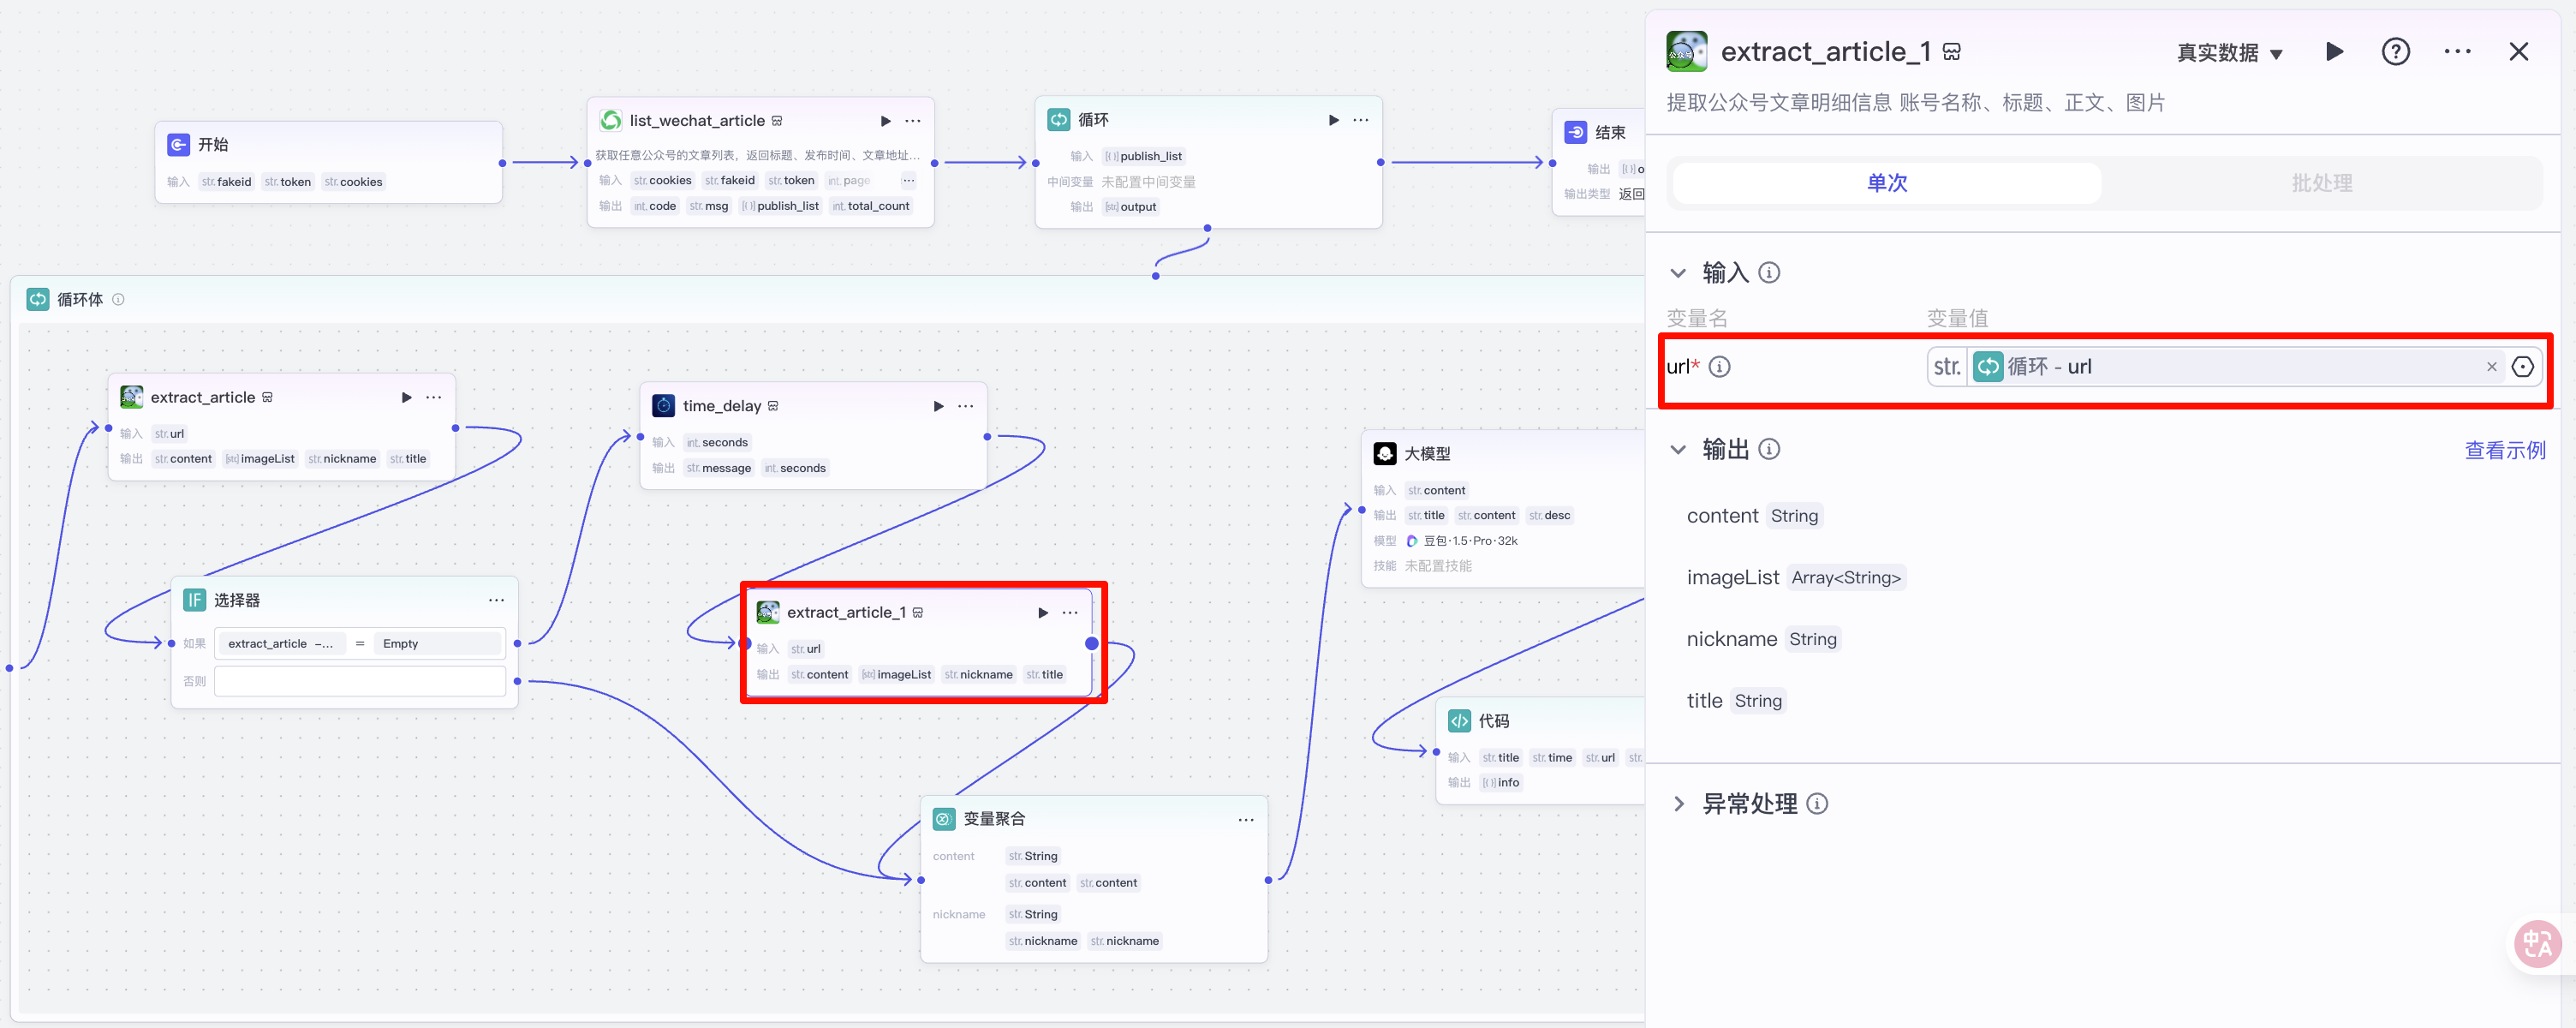 开始
输入 str. fakeid str. token str. cookies
list_wechat_article
获取任意公众号的文章列表，返回标题、发布时间、文章地址...
输入 str. cookies str. fakeid str. token int. page ...
输出 int. code str. msg [{}] publish_list int. total_count
循环
输入 [{}] publish_list
中间变量 未配置中间变量
输出 [str] output
结束
输出 [{}] o
输出类型 返回
循环体
extract_article
输入 str. url
输出 str. content [str] imageList str. nickname str. title
time_delay
输入 int. seconds
输出 str. message int. seconds
IF 选择器
如果 extract_article -... = Empty
否则
extract_article_1
输入 str. url
输出 str. content [str] imageList str. nickname str. title
变量聚合
content str. String
str. content str. content
nickname str. String
str. nickname str. nickname
大模型
输入 str. content
输出 str. title str. content str. desc
模型 豆包·1.5·Pro·32k
技能 未配置技能
代码
输入 str. title str. time str. url str.
输出 [{}] info
公众号
extract_article_1
真实数据
提取公众号文章明细信息 账号名称、标题、正文、图片
单次 批处理
输入
变量名 变量值
url* str. 循环 - url
输出 查看示例
content String
imageList Array<String>
nickname String
title String
异常处理
中 A